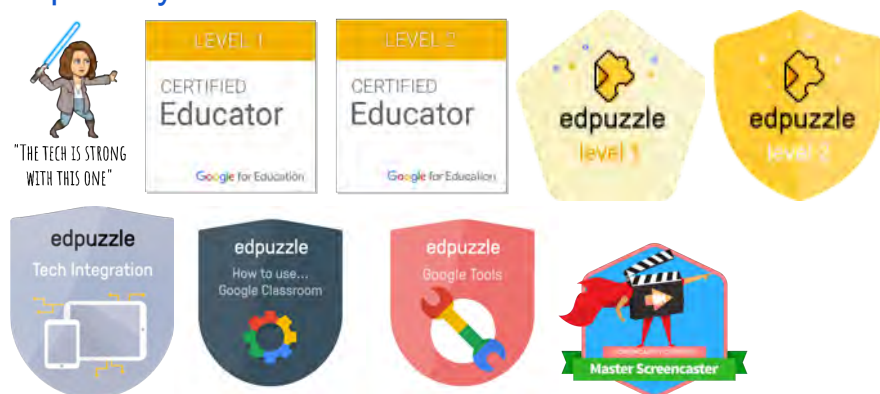 "THE TECH IS STRONG
WITH THIS ONE"
LEVEL 1
CERTIFIED
Educator
Google for Education
LEVEL 2
CERTIFIED
Educator
Google for Education
edpuzzle
level 1
edpuzzle
level 2
edpuzzle
Tech Integration
edpuzzle
How to use...
Google Classroom
edpuzzle
Google Tools
Master Screencaster